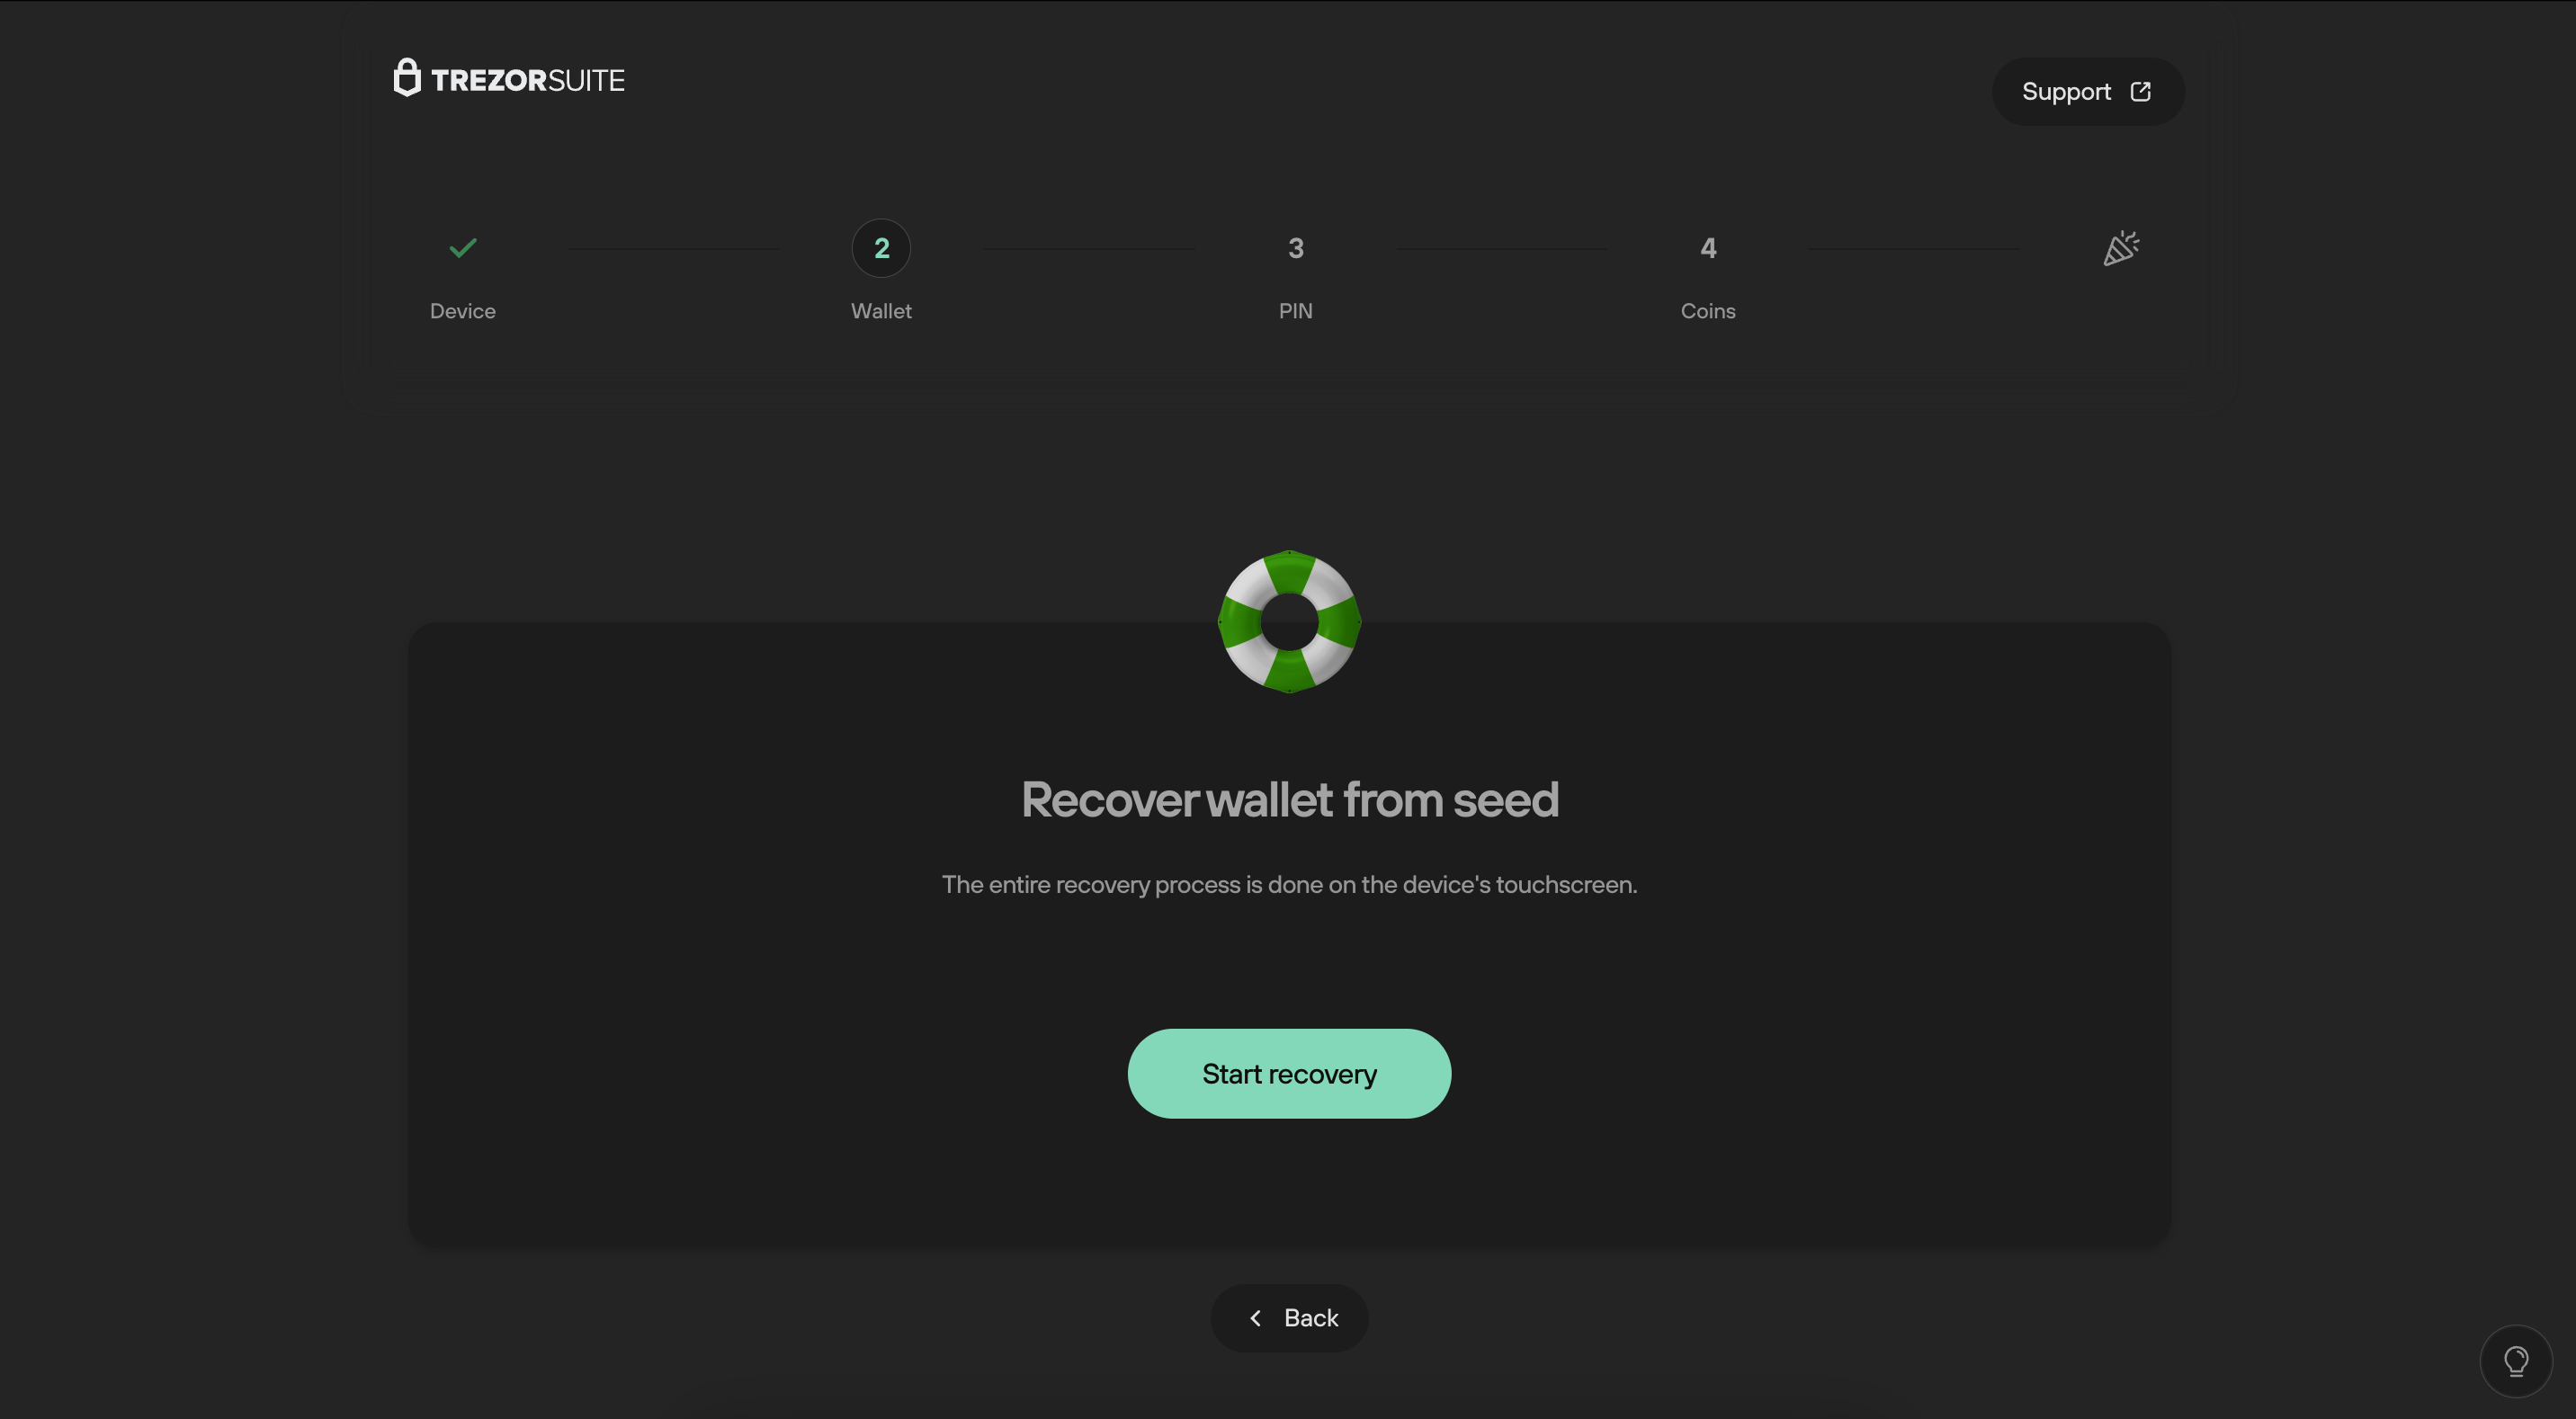 TREZORSUITE
Support
2
3
4
Device
Wallet
PIN
Coins
Recover wallet from seed
The entire recovery process is done on the device's touchscreen.
Start recovery
Back